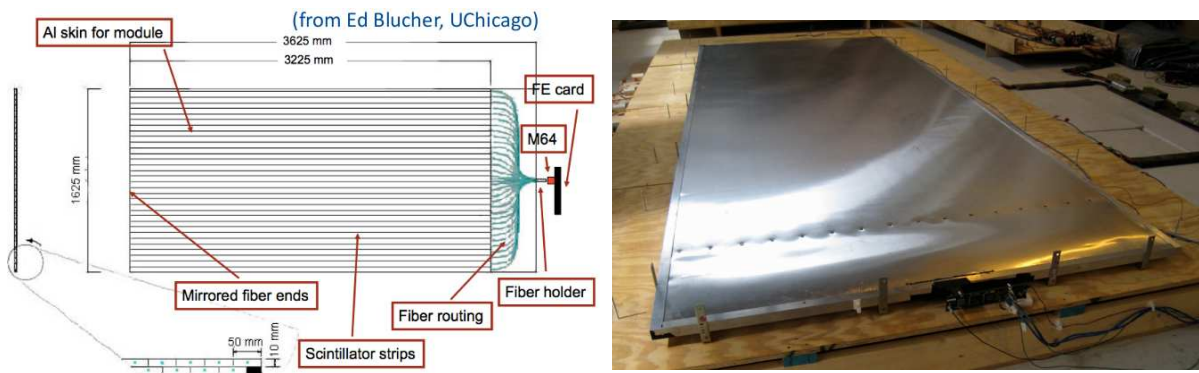 (from Ed Blucher, UChicago)
Al skin for module
3625 mm
3225 mm
FE card
M64
1625 mm
Mirrored fiber ends
Fiber holder
Fiber routing
Scintillator strips
50 mm
10 mm